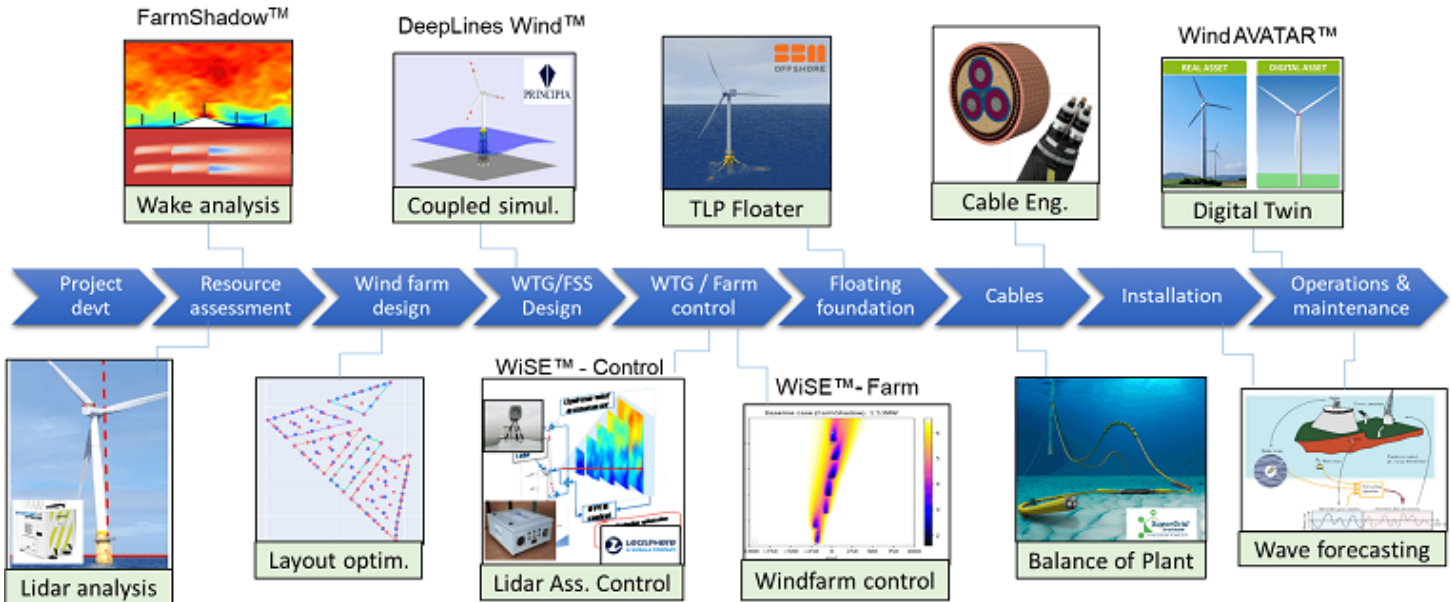 FarmShadow™
DeepLines Wind™
WindAVATAR™
PRINCIPIA
SBM
OFFSHORE
REAL ASSET
DIGITAL ASSET
Wake analysis
Coupled simul.
TLP Floater
Cable Eng.
Digital Twin
Project
devt
Resource
assessment
Wind farm
design
WTG/FSS
Design
WTG / Farm
control
Floating
foundation
Cables
Installation
Operations &
maintenance
WiSE™ - Control
WiSE™- Farm
LEOSPHERE
SuperGrid
Lidar analysis
Layout optim.
Lidar Ass. Control
Windfarm control
Balance of Plant
Wave forecasting